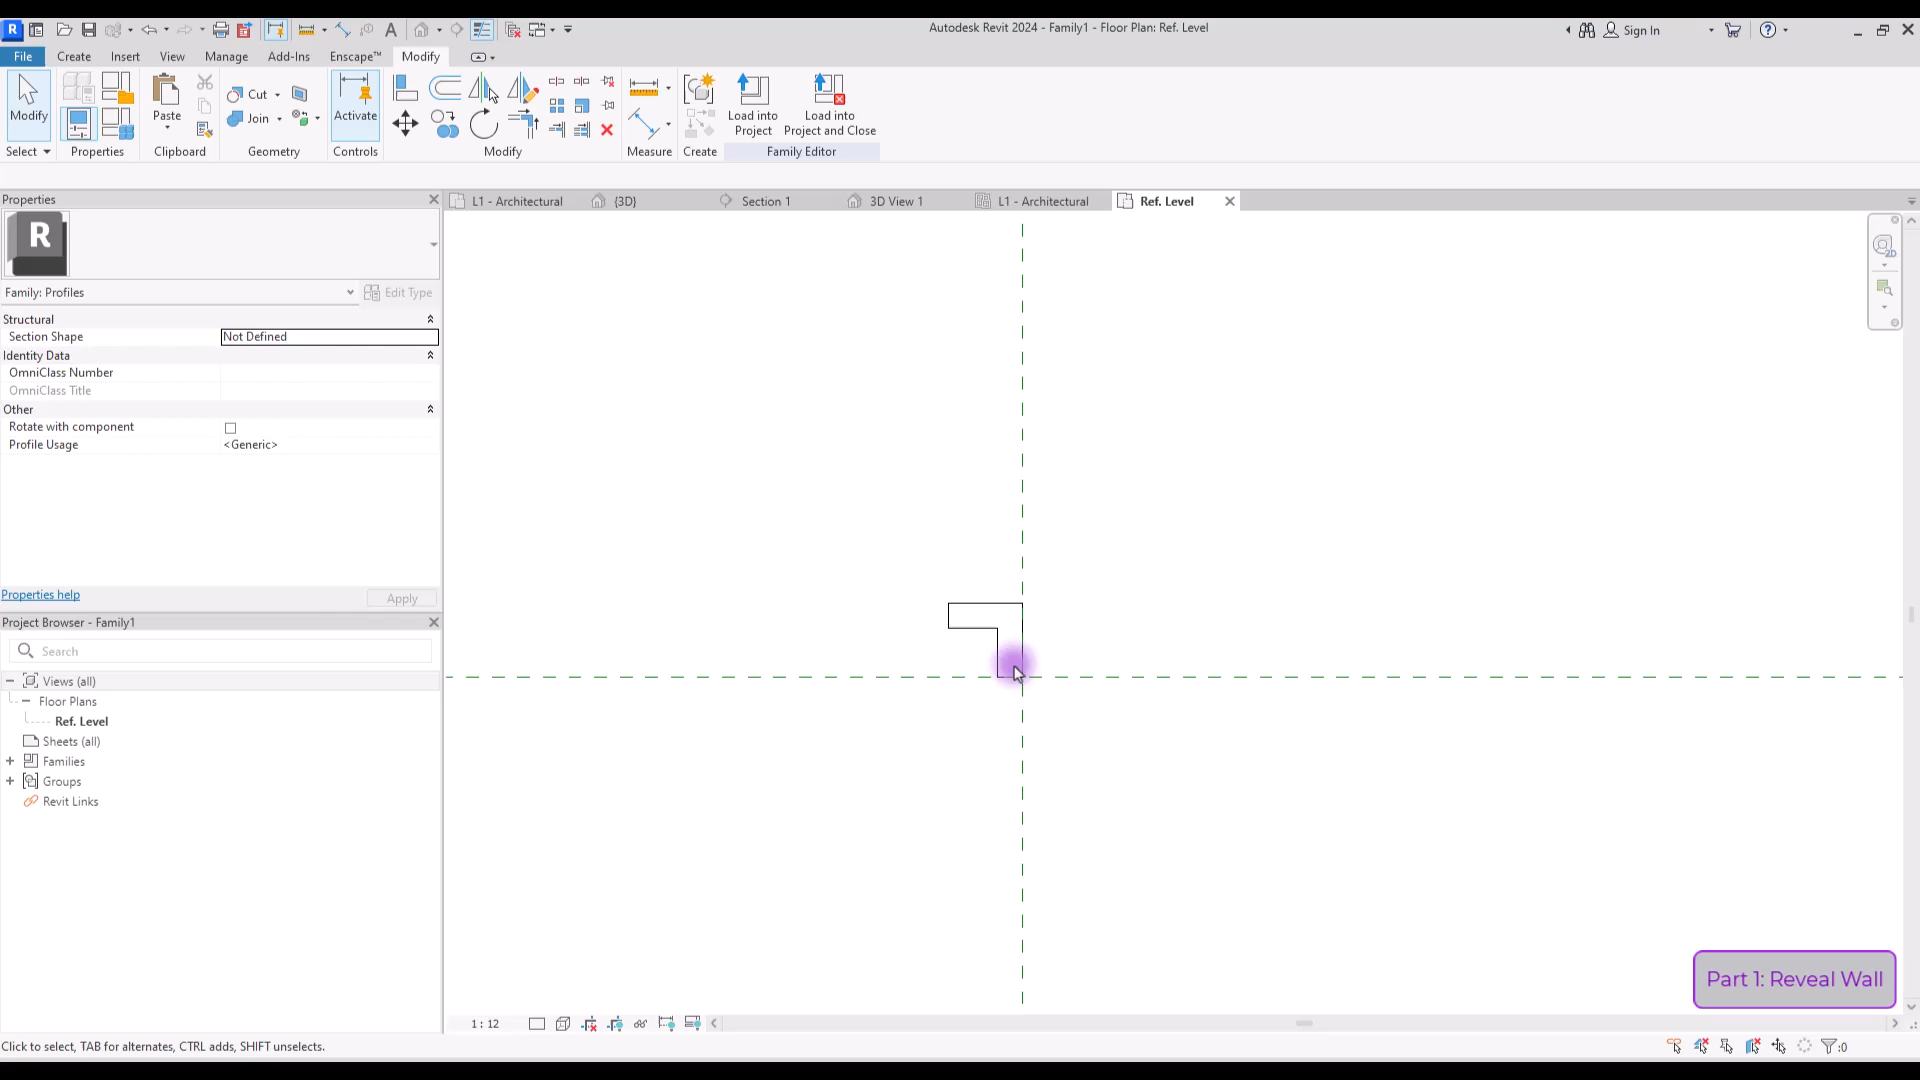 Autodesk Revit 2024 - Family1 - Floor Plan: Ref. Level
Sign In
File Create Insert View Manage Add-Ins Enscape™ Modify
Modify
Paste
Cut
Join
Activate
Load into Project
Load into Project and Close
Select Properties Clipboard Geometry Controls Modify Measure Create Family Editor
Properties
L1 - Architectural {3D} Section 1 3D View 1 L1 - Architectural Ref. Level
R
Family: Profiles Edit Type
Structural
Section Shape Not Defined
Identity Data
OmniClass Number
OmniClass Title
Other
Rotate with component
Profile Usage <Generic>
Properties help Apply
Project Browser - Family1
Search
Views (all)
Floor Plans
Ref. Level
Sheets (all)
Families
Groups
Revit Links
2D
Part 1: Reveal Wall
1 : 12
Click to select, TAB for alternates, CTRL adds, SHIFT unselects.
:0